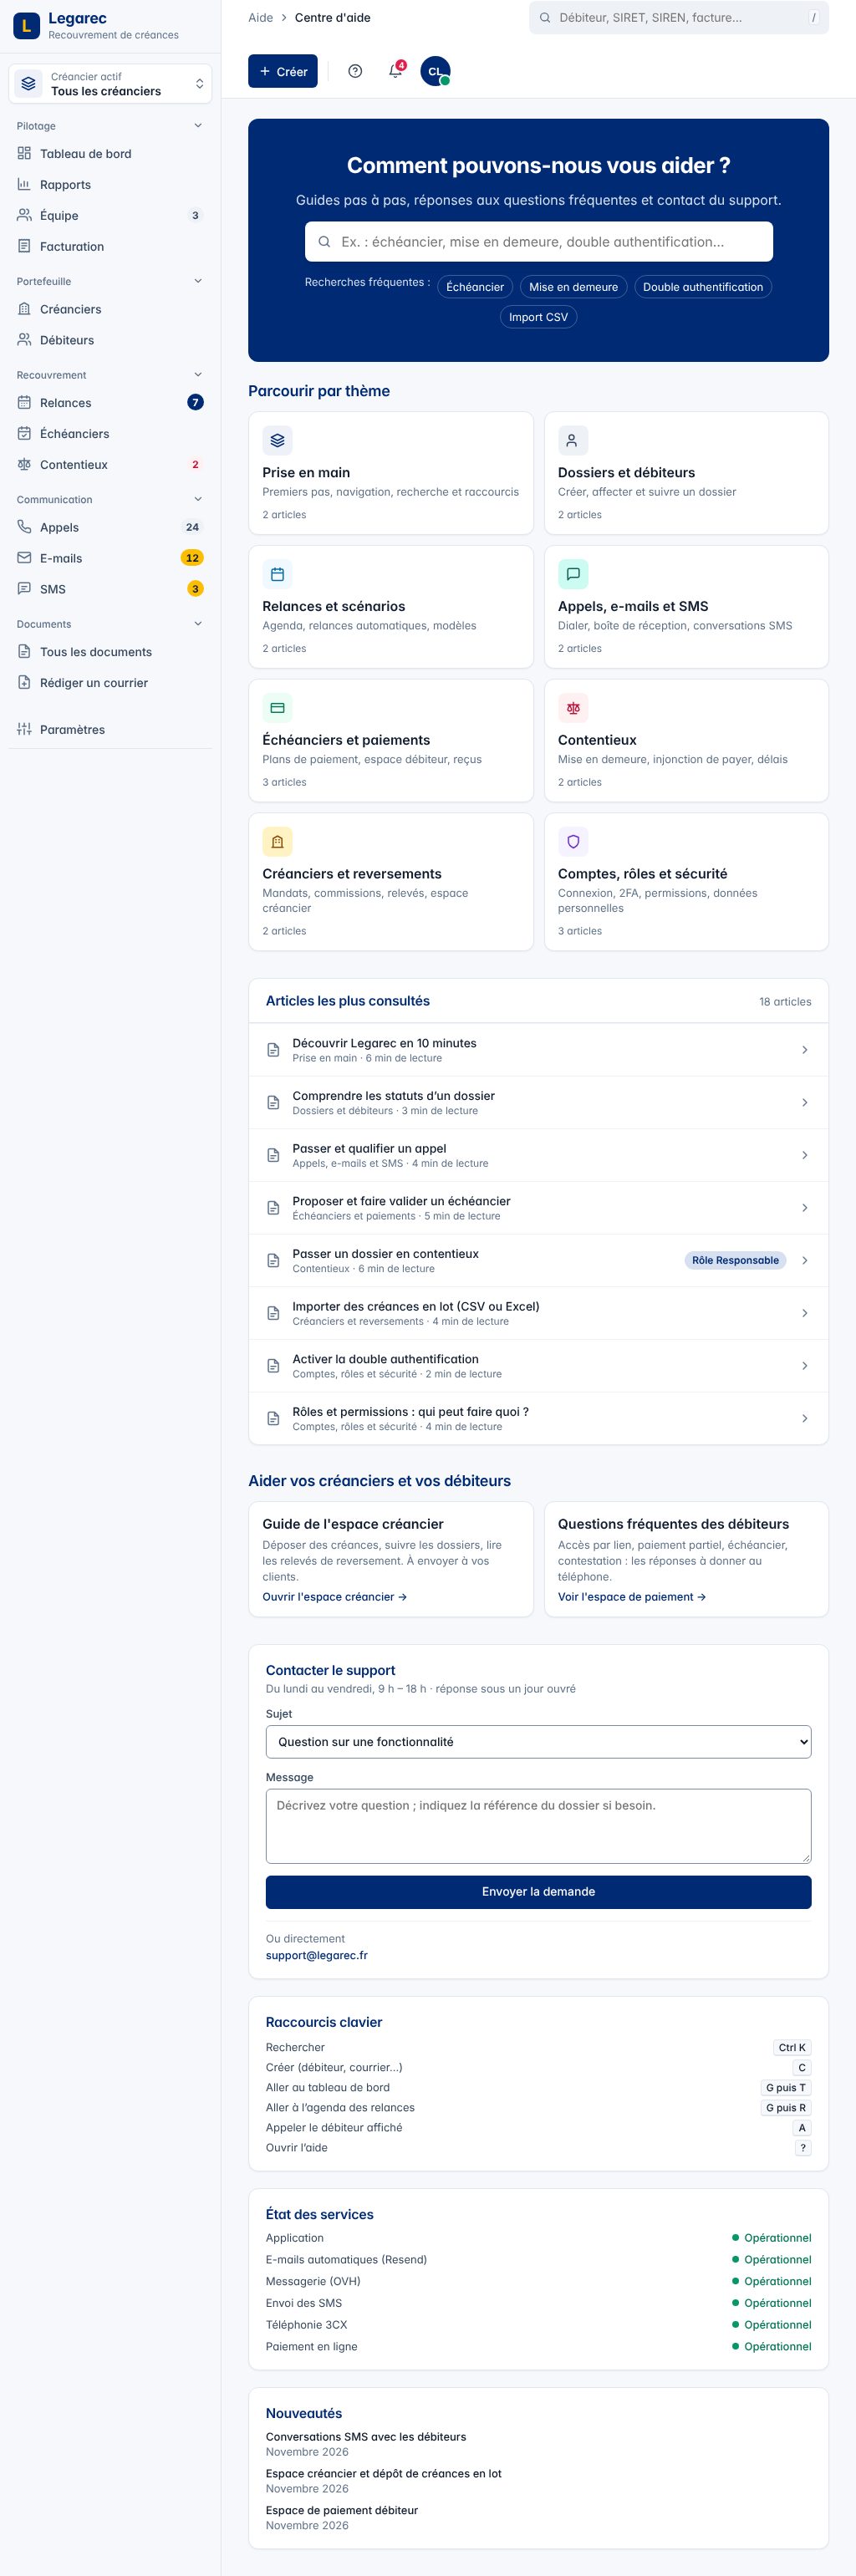 L
Legarec
Recouvrement de créances
Créancier actif
Tous les créanciers
Pilotage
Tableau de bord
Rapports
Équipe 3
Facturation
Portefeuille
Créanciers
Débiteurs
Recouvrement
Relances 7
Échéanciers
Contentieux 2
Communication
Appels 24
E-mails 12
SMS 3
Documents
Tous les documents
Rédiger un courrier
Paramètres
Aide > Centre d'aide
Débiteur, SIRET, SIREN, facture... /
+ Créer
4
CL
Comment pouvons-nous vous aider ?
Guides pas à pas, réponses aux questions fréquentes et contact du support.
Ex. : échéancier, mise en demeure, double authentification...
Recherches fréquentes : Échéancier Mise en demeure Double authentification
Import CSV
Parcourir par thème
Prise en main
Premiers pas, navigation, recherche et raccourcis
2 articles
Dossiers et débiteurs
Créer, affecter et suivre un dossier
2 articles
Relances et scénarios
Agenda, relances automatiques, modèles
2 articles
Appels, e-mails et SMS
Dialer, boîte de réception, conversations SMS
2 articles
Échéanciers et paiements
Plans de paiement, espace débiteur, reçus
3 articles
Contentieux
Mise en demeure, injonction de payer, délais
2 articles
Créanciers et reversements
Mandats, commissions, relevés, espace
créancier
2 articles
Comptes, rôles et sécurité
Connexion, 2FA, permissions, données
personnelles
3 articles
Articles les plus consultés 18 articles
Découvrir Legarec en 10 minutes
Prise en main · 6 min de lecture
Comprendre les statuts d’un dossier
Dossiers et débiteurs · 3 min de lecture
Passer et qualifier un appel
Appels, e-mails et SMS · 4 min de lecture
Proposer et faire valider un échéancier
Échéanciers et paiements · 5 min de lecture
Passer un dossier en contentieux
Contentieux · 6 min de lecture
Rôle Responsable
Importer des créances en lot (CSV ou Excel)
Créanciers et reversements · 4 min de lecture
Activer la double authentification
Comptes, rôles et sécurité · 2 min de lecture
Rôles et permissions : qui peut faire quoi ?
Comptes, rôles et sécurité · 4 min de lecture
Aider vos créanciers et vos débiteurs
Guide de l'espace créancier
Déposer des créances, suivre les dossiers, lire
les relevés de reversement. À envoyer à vos
clients.
Ouvrir l'espace créancier →
Questions fréquentes des débiteurs
Accès par lien, paiement partiel, échéancier,
contestation : les réponses à donner au
téléphone.
Voir l'espace de paiement →
Contacter le support
Du lundi au vendredi, 9 h – 18 h · réponse sous un jour ouvré
Sujet
Question sur une fonctionnalité
Message
Décrivez votre question ; indiquez la référence du dossier si besoin.
Envoyer la demande
Ou directement
support@legarec.fr
Raccourcis clavier
Rechercher Ctrl K
Créer (débiteur, courrier...) C
Aller au tableau de bord G puis T
Aller à l’agenda des relances G puis R
Appeler le débiteur affiché A
Ouvrir l’aide ?
État des services
Application Opérationnel
E-mails automatiques (Resend) Opérationnel
Messagerie (OVH) Opérationnel
Envoi des SMS Opérationnel
Téléphonie 3CX Opérationnel
Paiement en ligne Opérationnel
Nouveautés
Conversations SMS avec les débiteurs
Novembre 2026
Espace créancier et dépôt de créances en lot
Novembre 2026
Espace de paiement débiteur
Novembre 2026